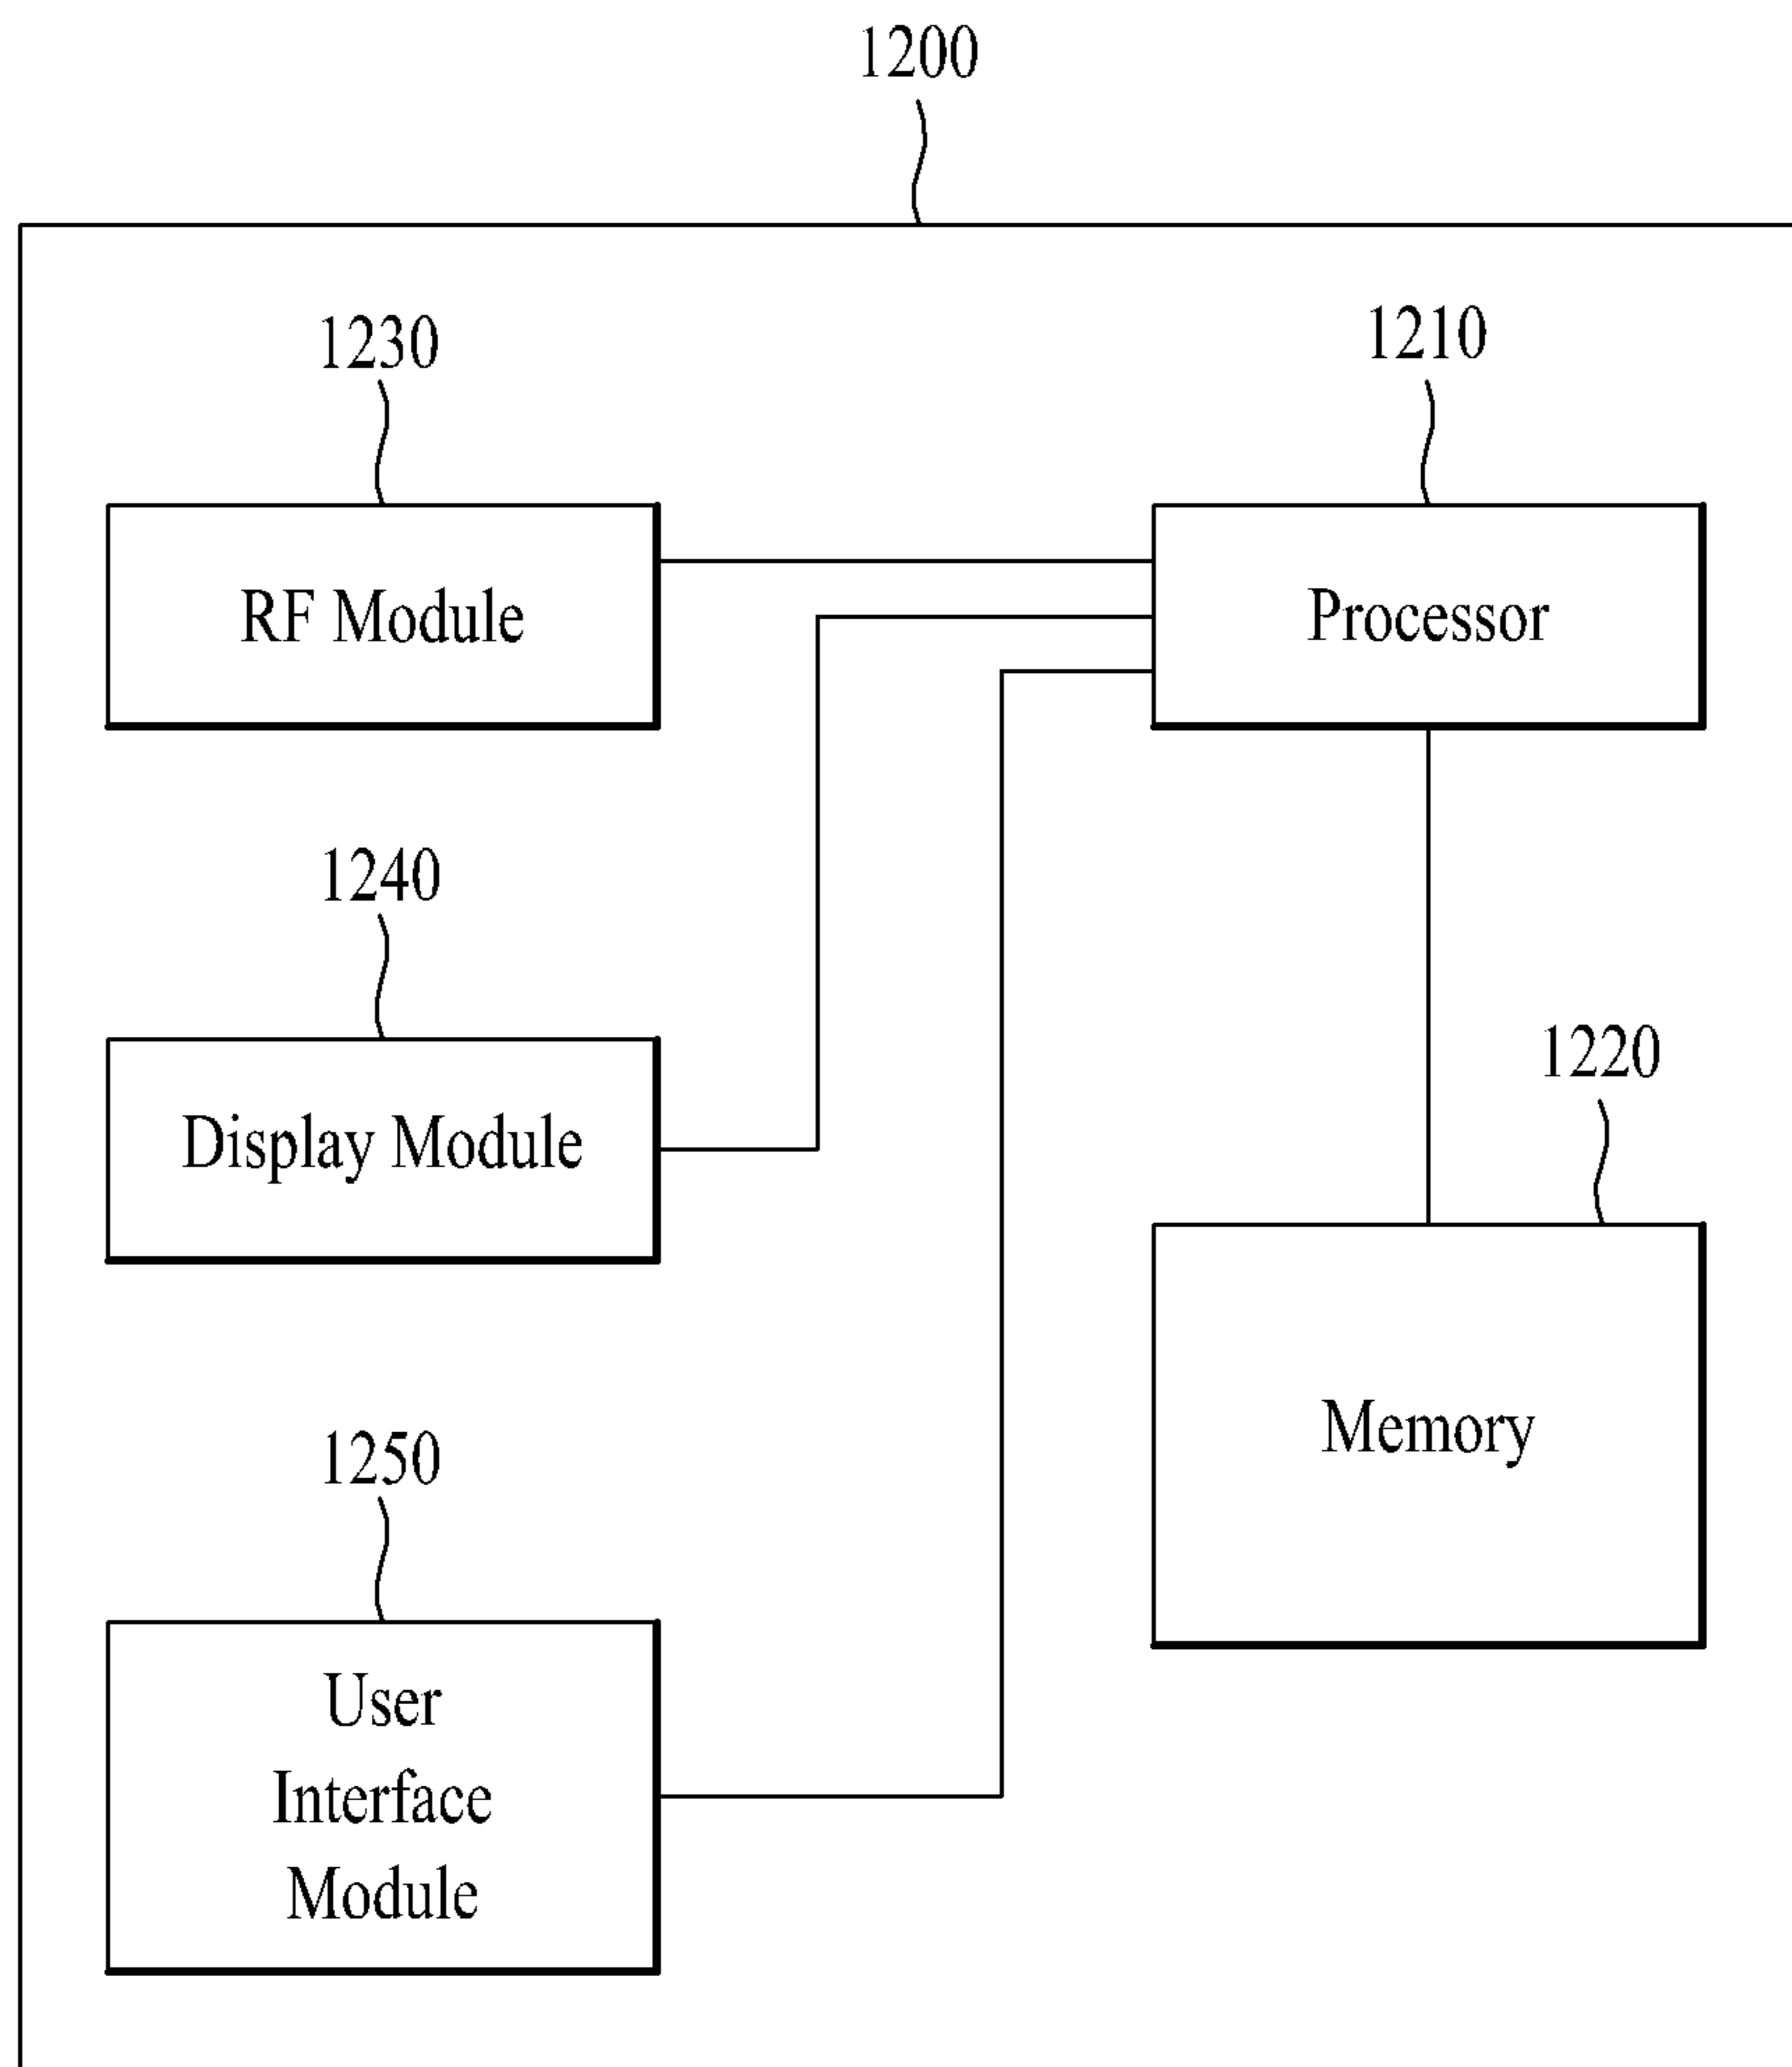 1200
1230
1210
RF Module
Processor
1240
1220
Display Module
Memory
1250
User
Interface
Module